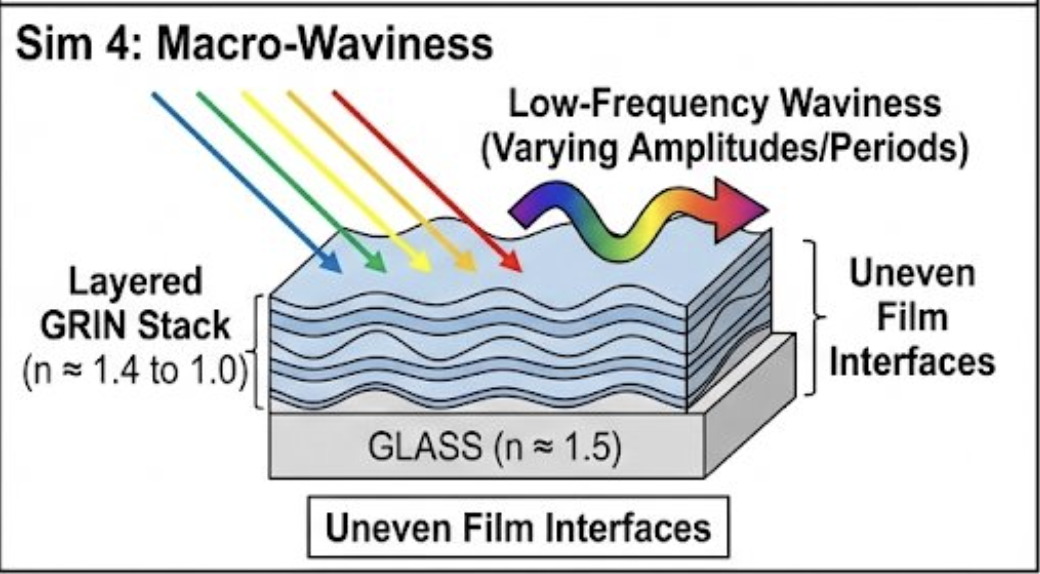 Sim 4: Macro-Waviness
Low-Frequency Waviness
(Varying Amplitudes/Periods)
Layered
GRIN Stack
(n ≈ 1.4 to 1.0)
Uneven
Film
Interfaces
GLASS (n ≈ 1.5)
Uneven Film Interfaces